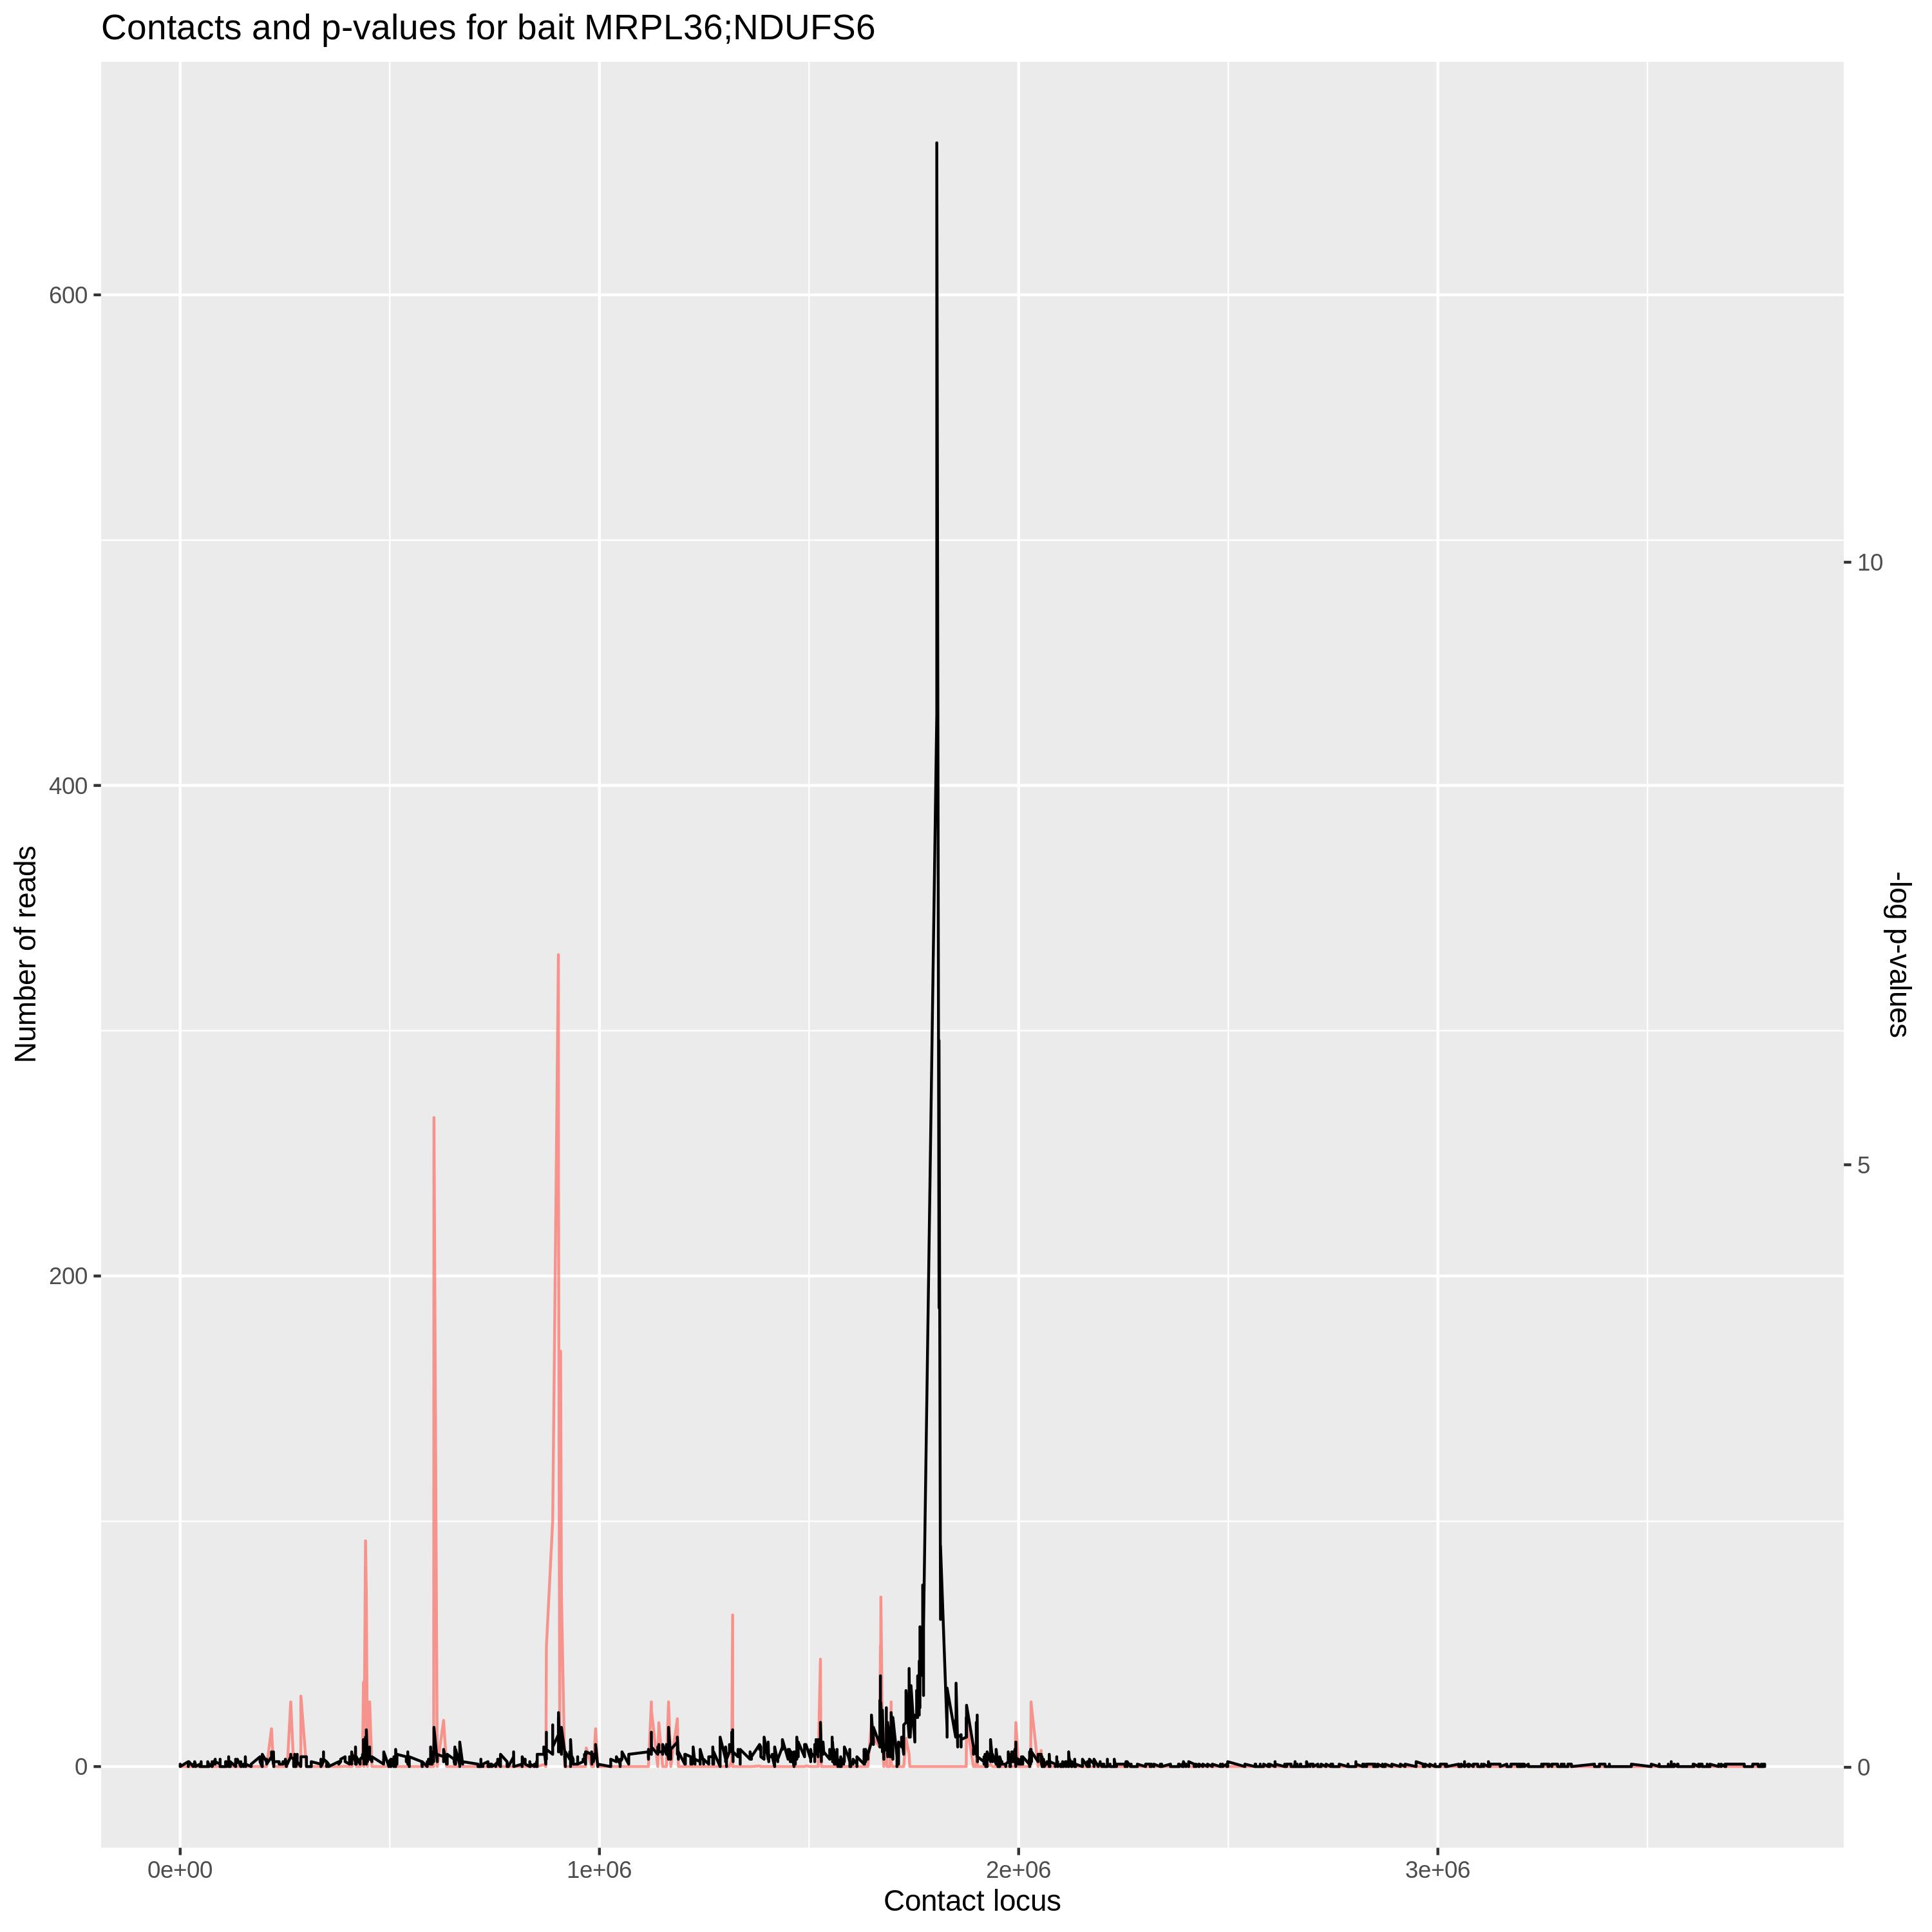 Contacts and p-values for bait MRPL36;NDUFS6
600
400
200
0
Number of reads
10
5
0
-log p-values
0e+00
1e+06
2e+06
3e+06
Contact locus